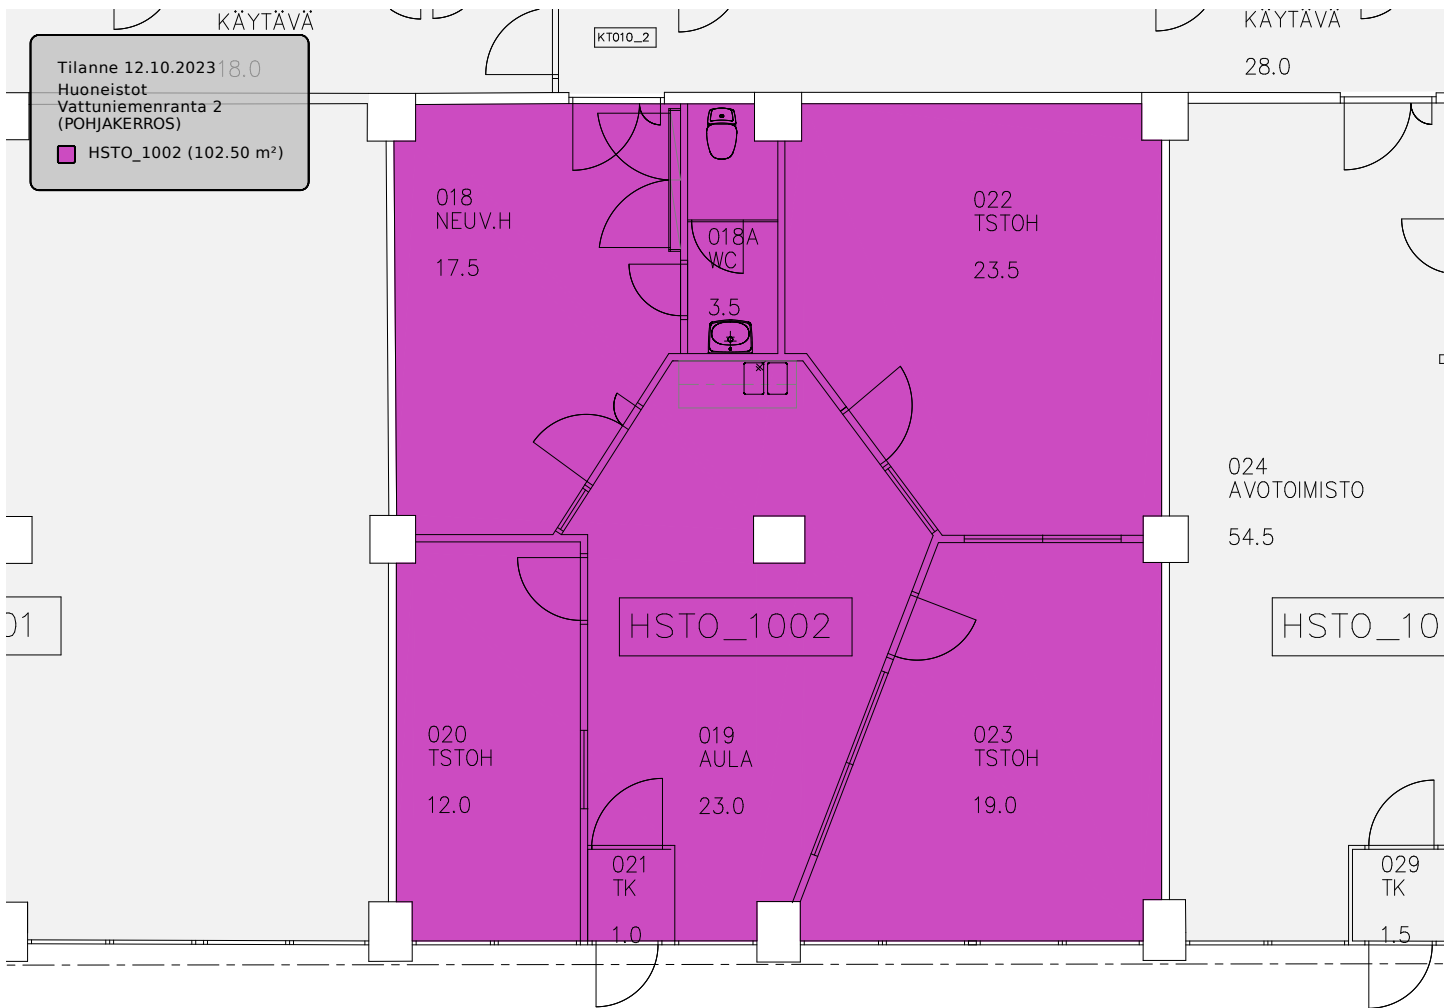 KÄYTÄVÄ
18.0
KT010_2
KÄYTÄVÄ
28.0
Tilanne 12.10.2023
Huoneistot
Vattuniemenranta 2
(POHJAKERROS)
HSTO_1002 (102.50 m²)
018
NEUV.H
17.5
018A
WC
3.5
022
TSTOH
23.5
024
AVOTOIMISTO
54.5
01
HSTO_1002
HSTO_10
020
TSTOH
12.0
019
AULA
23.0
023
TSTOH
19.0
021
TK
1.0
029
TK
1.5